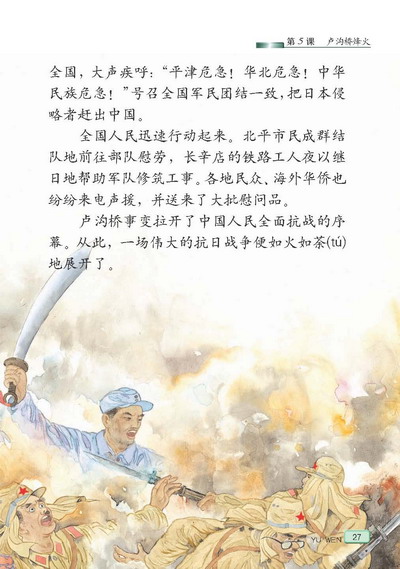 第5课 卢沟桥烽火
全国，大声疾呼：“平津危急！华北危急！中华
民族危急！”号召全国军民团结一致，把日本侵
略者赶出中国。
全国人民迅速行动起来。北平市民成群结
队地前往部队慰劳，长辛店的铁路工人夜以继
日地帮助军队修筑工事。各地民众、海外华侨也
纷纷来电声援，并送来了大批慰问品。
卢沟桥事变拉开了中国人民全面抗战的序
幕。从此，一场伟大的抗日战争便如火如荼(tú)
地展开了。
YU WEN 27